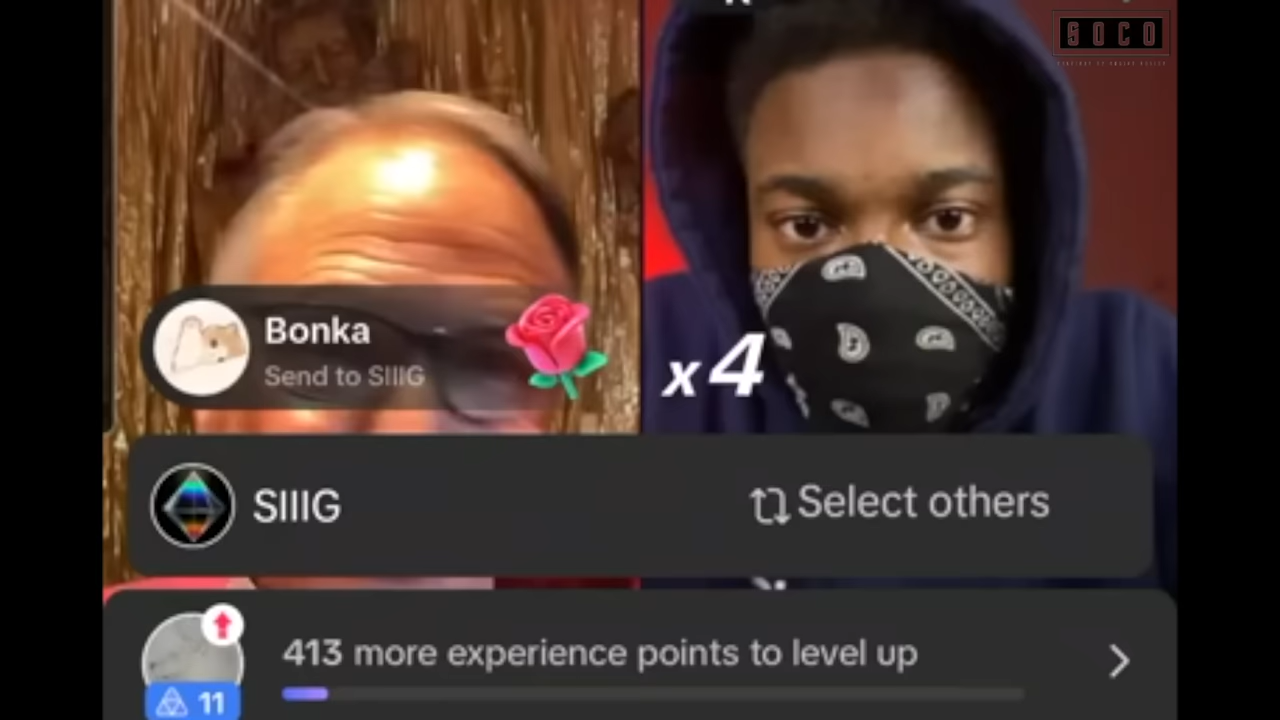 SOCO
Bonka
Send to SIIIG
x4
SIIIG
Select others
413 more experience points to level up
11